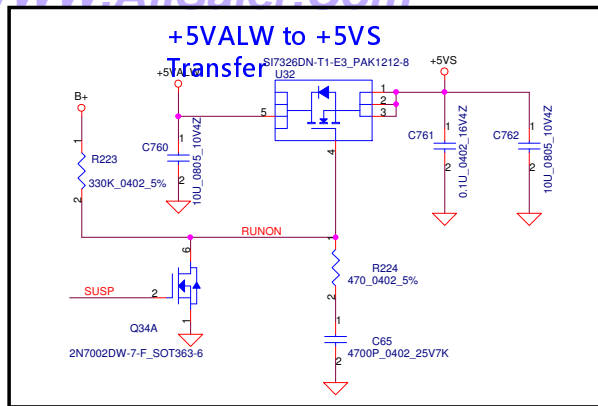 +5VALW to +5VS
Transfer
SI7326DN-T1-E3_PAK1212-8
U32
+5VALW
+5VS
B+
5
1
2
3
4
1
C760
2
10U_0805_10V4Z
1
C761
2
0.1U_0402_16V4Z
1
C762
2
10U_0805_10V4Z
1
R223
330K_0402_5%
2
RUNON
6
SUSP
2
1
Q34A
2N7002DW-7-F_SOT363-6
1
R224
470_0402_5%
2
1
C65
4700P_0402_25V7K
2